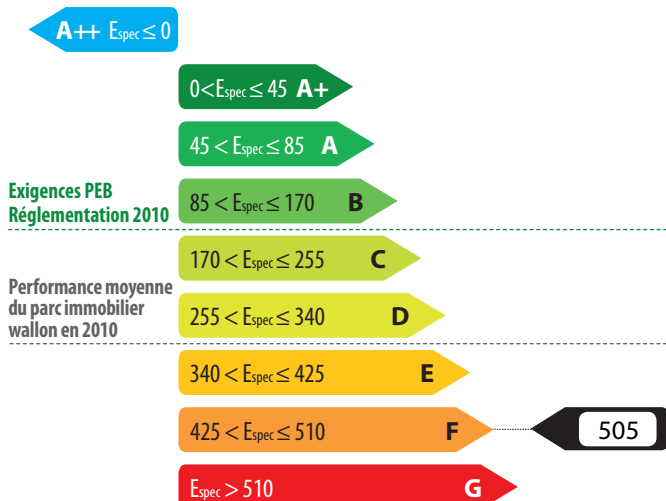 A++ Espec ≤ 0
0<Espec ≤ 45 A+
45 < Espec ≤ 85 A
Exigences PEB
Réglementation 2010
85 < Espec ≤ 170 B
170 < Espec ≤ 255 C
Performance moyenne
du parc immobilier
wallon en 2010
255 < Espec ≤ 340 D
340 < Espec ≤ 425 E
425 < Espec ≤ 510 F
505
Espec > 510 G